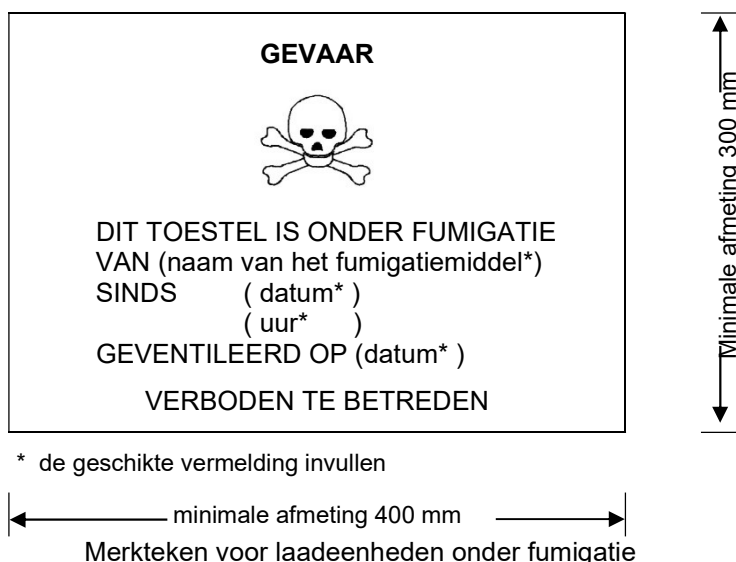 GEVAAR
DIT TOESTEL IS ONDER FUMIGATIE
VAN (naam van het fumigatiemiddel*)
SINDS ( datum* )
( uur* )
GEVENTILEERD OP (datum* )
VERBODEN TE BETREDEN
Minimale afmeting 300 mm
* de geschikte vermelding invullen
minimale afmeting 400 mm
Merkteken voor laadeenheden onder fumigatie